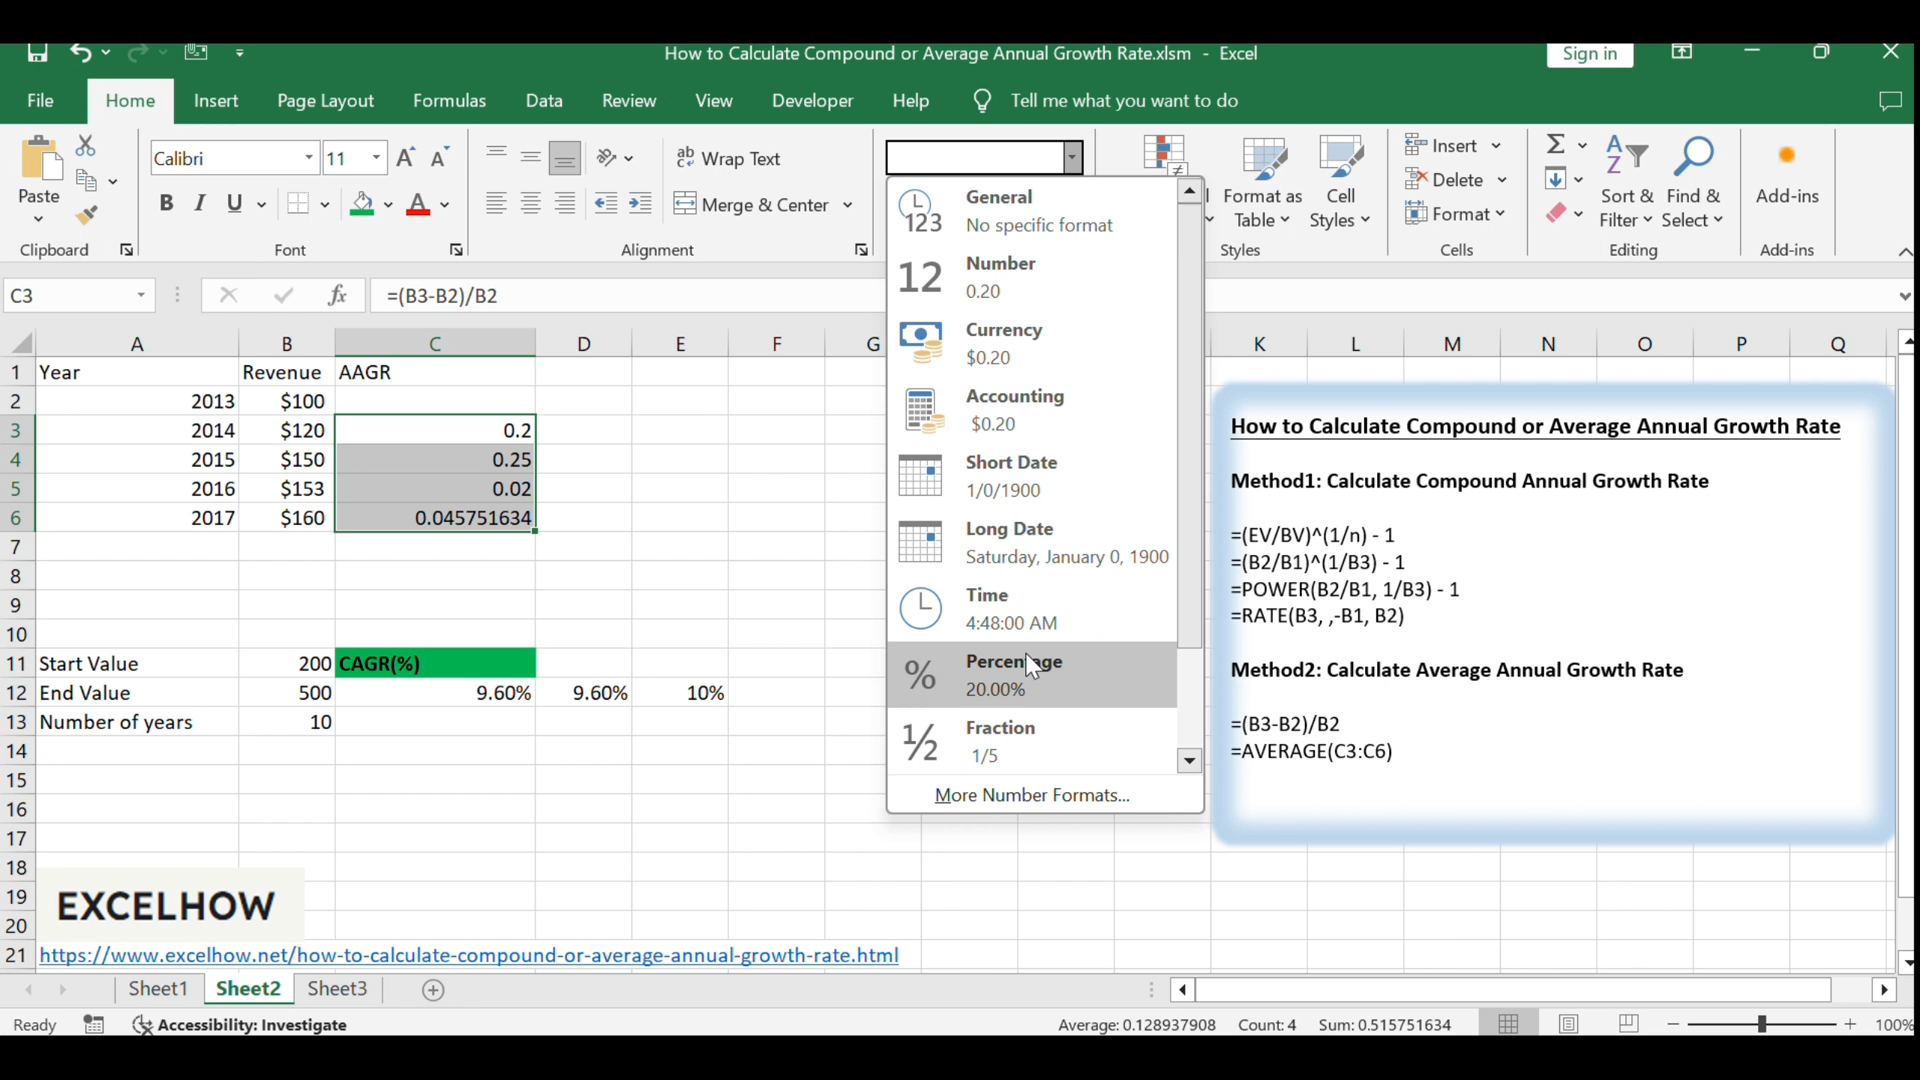 How to Calculate Compound or Average Annual Growth Rate.xlsm - Excel
Sign in
File Home Insert Page Layout Formulas Data Review View Developer Help Tell me what you want to do
Paste
Clipboard
Calibri 11
B I U
Font
Wrap Text
Merge & Center
Alignment
Format as Table
Cell Styles
Styles
Insert
Delete
Format
Cells
Sort & Filter
Find & Select
Editing
Add-ins
Add-ins
C3 fx =(B3-B2)/B2
General
No specific format
Number
0.20
Currency
$0.20
Accounting
$0.20
Short Date
1/0/1900
Long Date
Saturday, January 0, 1900
Time
4:48:00 AM
Percentage
20.00%
Fraction
1/5
More Number Formats...
A B C D E F G K L M N O P Q
1 Year Revenue AAGR
2 2013 $100
3 2014 $120 0.2
4 2015 $150 0.25
5 2016 $153 0.02
6 2017 $160 0.045751634
7
8
9
10
11 Start Value 200 CAGR(%)
12 End Value 500 9.60% 9.60% 10%
13 Number of years 10
14
15
16
17
18
19
20
21 https://www.excelhow.net/how-to-calculate-compound-or-average-annual-growth-rate.html
EXCELHOW
How to Calculate Compound or Average Annual Growth Rate
Method1: Calculate Compound Annual Growth Rate
=(EV/BV)^(1/n) - 1
=(B2/B1)^(1/B3) - 1
=POWER(B2/B1, 1/B3) - 1
=RATE(B3, ,-B1, B2)
Method2: Calculate Average Annual Growth Rate
=(B3-B2)/B2
=AVERAGE(C3:C6)
Sheet1 Sheet2 Sheet3
Ready Accessibility: Investigate Average: 0.128937908 Count: 4 Sum: 0.515751634 100%